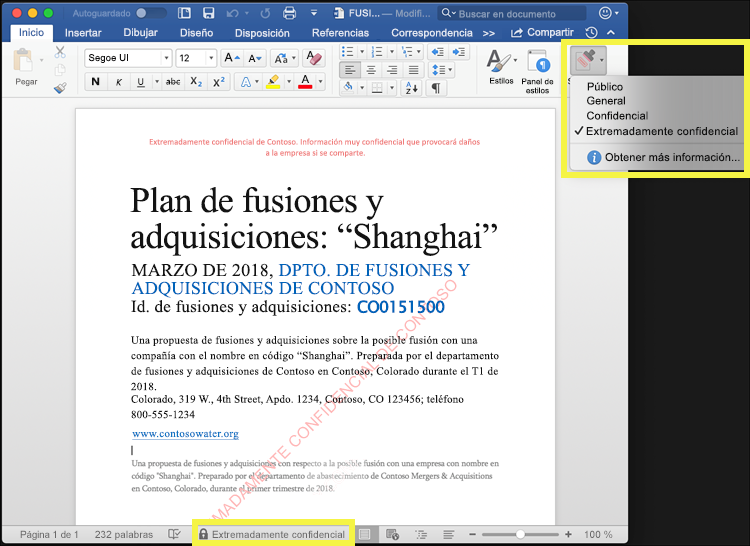 Autoguardado
FUSI... — Modifi...
Buscar en documento
Inicio Insertar Dibujar Diseño Disposición Referencias Correspondencia >> Compartir
Pegar
Segoe UI 12
N K S abc X₂ X²
Estilos
Panel de estilos
Público
General
Confidencial
✓ Extremadamente confidencial
Obtener más información...
Extremadamente confidencial de Contoso. Información muy confidencial que provocará daños
a la empresa si se comparte.
Plan de fusiones y
adquisiciones: “Shanghai”
MARZO DE 2018, DPTO. DE FUSIONES Y
ADQUISICIONES DE CONTOSO
Id. de fusiones y adquisiciones: CO0151500
Una propuesta de fusiones y adquisiciones sobre la posible fusión con una
compañía con el nombre en código “Shanghai”. Preparada por el departamento
de fusiones y adquisiciones de Contoso en Contoso, Colorado durante el T1 de
2018.
Colorado, 319 W., 4th Street, Apdo. 1234, Contoso, CO 123456; teléfono
800-555-1234
www.contosowater.org
Una propuesta de fusiones y adquisiciones con respecto a la posible fusión con una empresa con nombre en
código "Shanghai". Preparado por el departamento de abastecimiento de Contoso Mergers & Acquisitions
en Contoso, Colorado, durante el primer trimestre de 2018.
MADAMENTE CONFIDENCIAL DE CONTOSO
Página 1 de 1 232 palabras Extremadamente confidencial 100 %